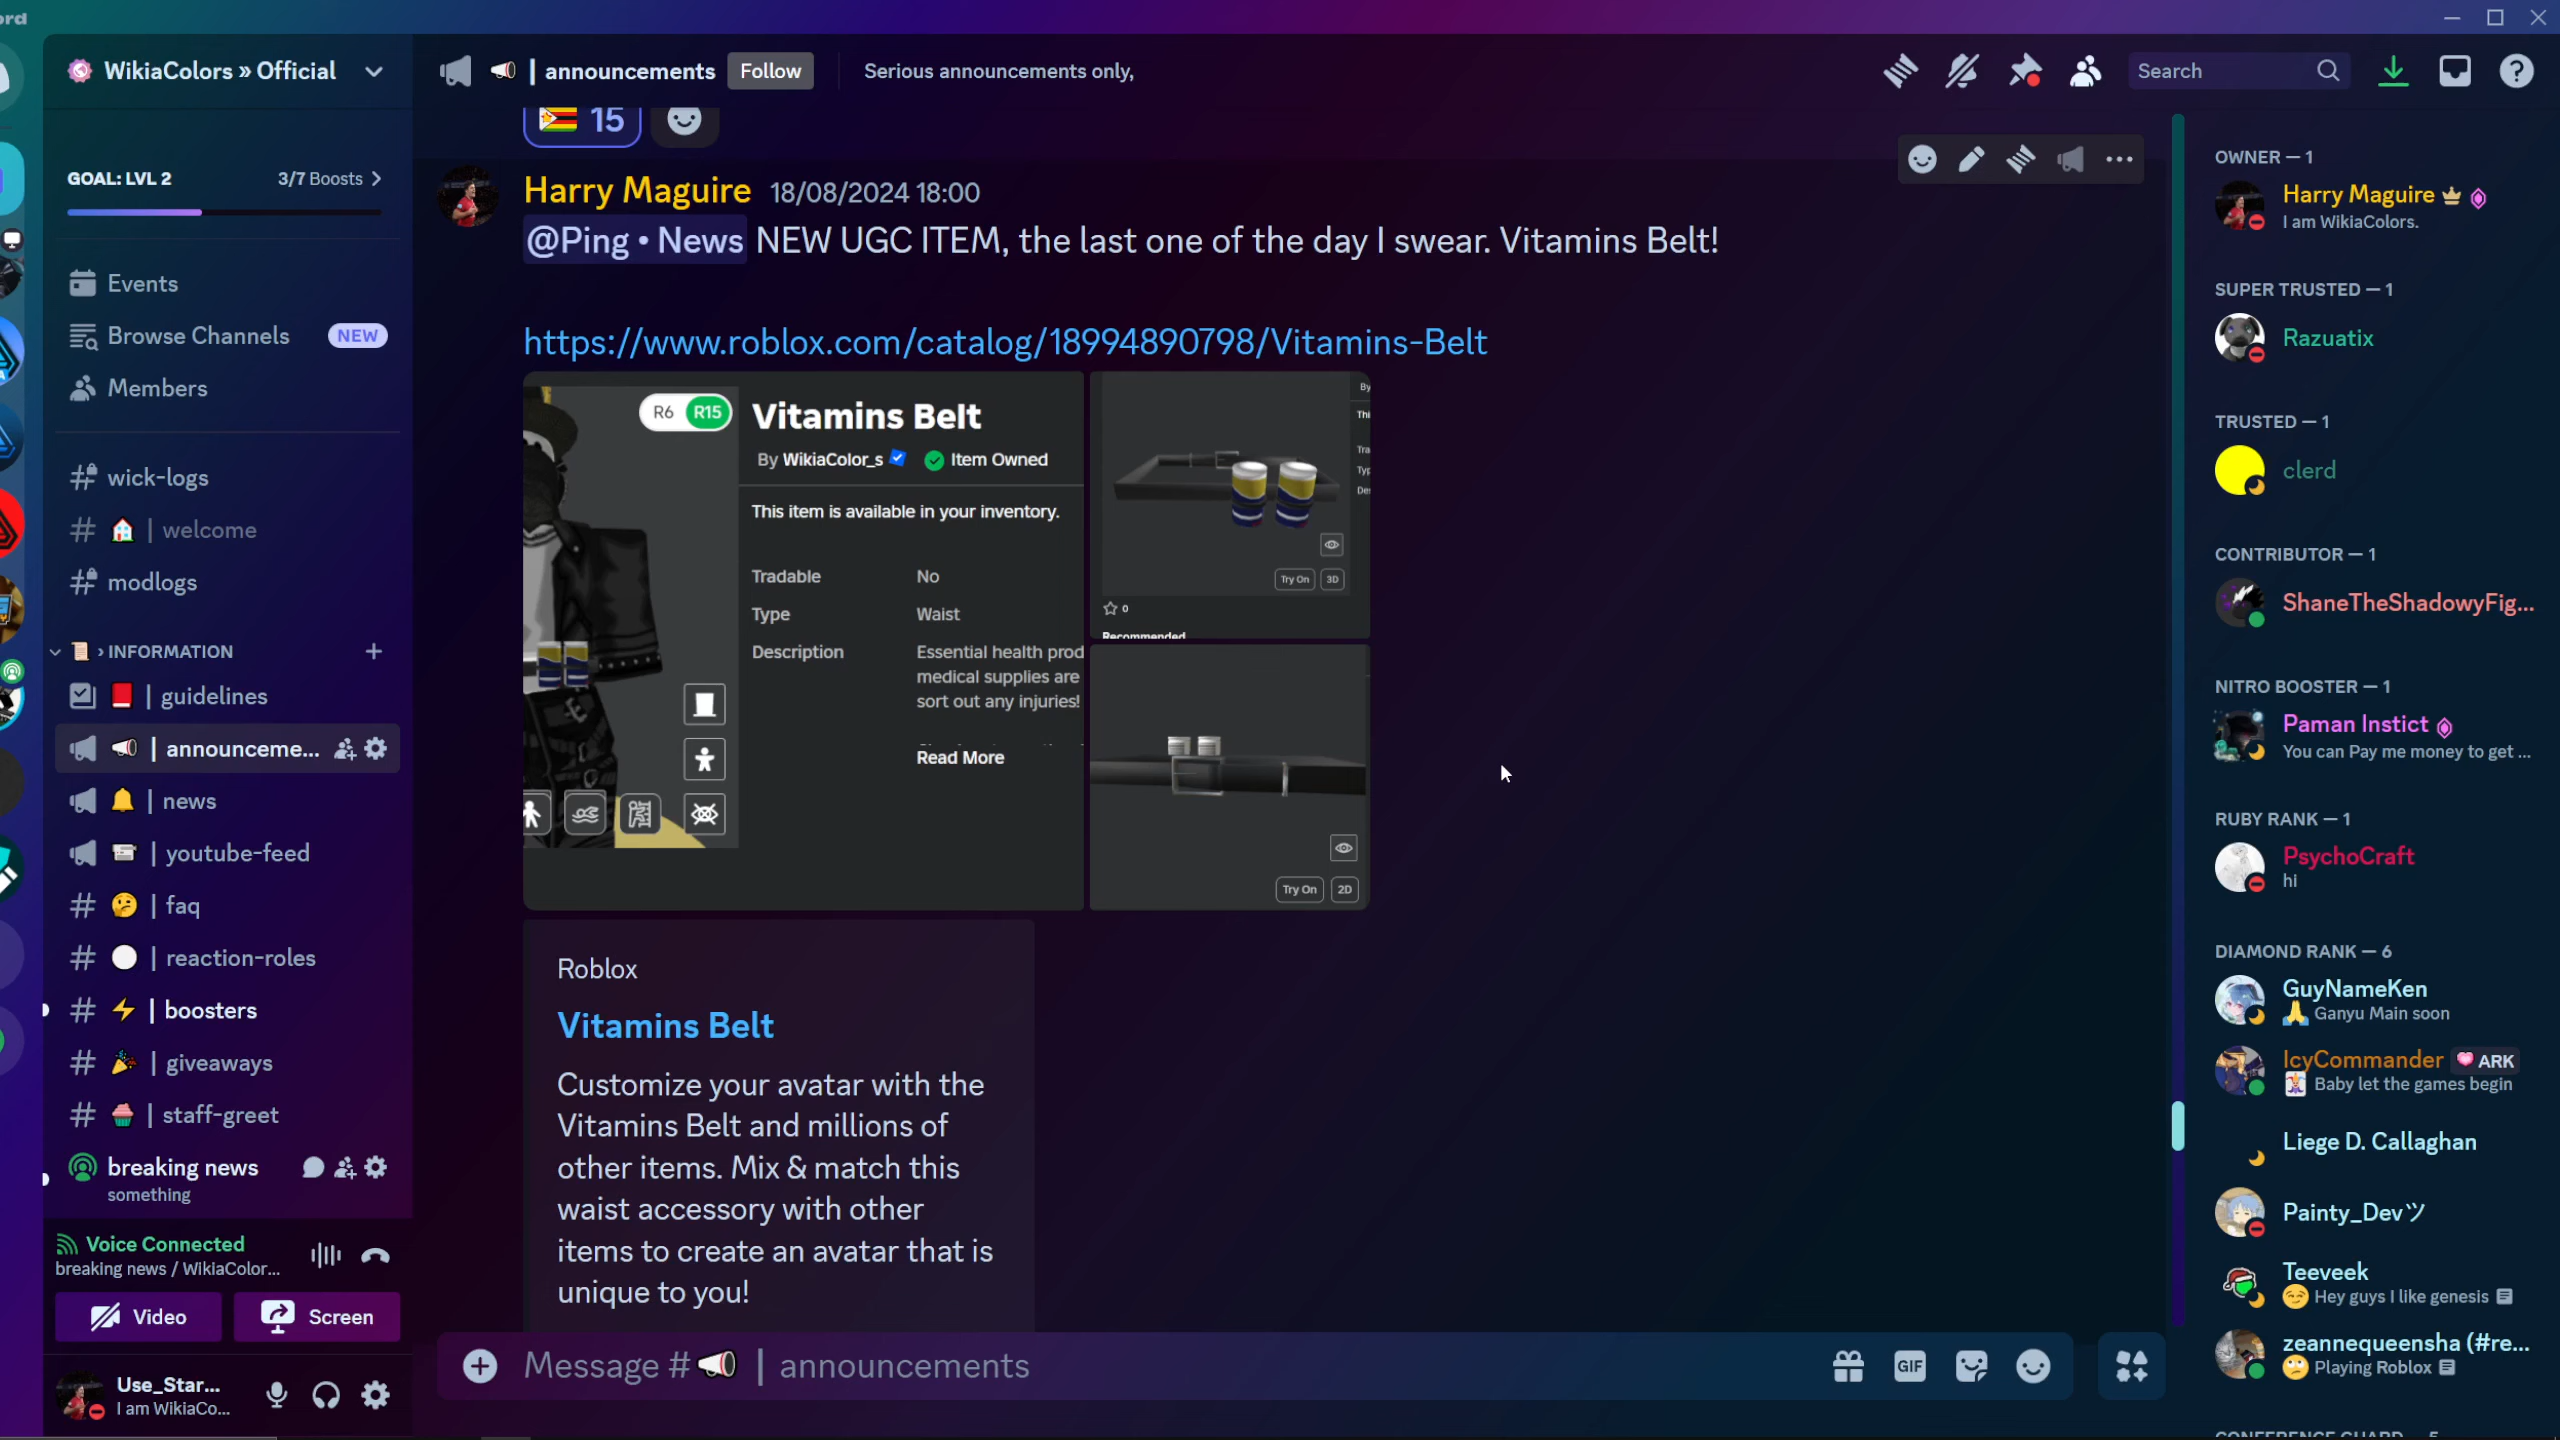 ord
WikiaColors » Official
GOAL: LVL 2
3/7 Boosts
Events
Browse Channels
NEW
Members
wick-logs
| welcome
modlogs
› INFORMATION
| guidelines
| announceme...
| news
| youtube-feed
| faq
| reaction-roles
| boosters
| giveaways
| staff-greet
breaking news
something
Voice Connected
breaking news / WikiaColor...
Video
Screen
Use_Star...
I am WikiaCo...
| announcements
Follow
Serious announcements only,
Search
15
Harry Maguire 18/08/2024 18:00
@Ping • News NEW UGC ITEM, the last one of the day I swear. Vitamins Belt!
https://www.roblox.com/catalog/18994890798/Vitamins-Belt
R6 R15
Vitamins Belt
By WikiaColor_s Item Owned
This item is available in your inventory.
Tradable No
Type Waist
Description Essential health prod
medical supplies are
sort out any injuries!
Read More
By
Thi
Tra
Typ
Des
Try On 3D
0
Recommended
Try On 2D
Roblox
Vitamins Belt
Customize your avatar with the
Vitamins Belt and millions of
other items. Mix & match this
waist accessory with other
items to create an avatar that is
unique to you!
Message # | announcements
GIF
OWNER — 1
Harry Maguire
I am WikiaColors.
SUPER TRUSTED — 1
Razuatix
TRUSTED — 1
clerd
CONTRIBUTOR — 1
ShaneTheShadowyFig...
NITRO BOOSTER — 1
Paman Instict
You can Pay me money to get ...
RUBY RANK — 1
PsychoCraft
hi
DIAMOND RANK — 6
GuyNameKen
Ganyu Main soon
IcyCommander ARK
Baby let the games begin
Liege D. Callaghan
Painty_Devツ
Teeveek
Hey guys I like genesis
zeannequeensha (#re...
Playing Roblox
CONFERENCE GUARD — 5